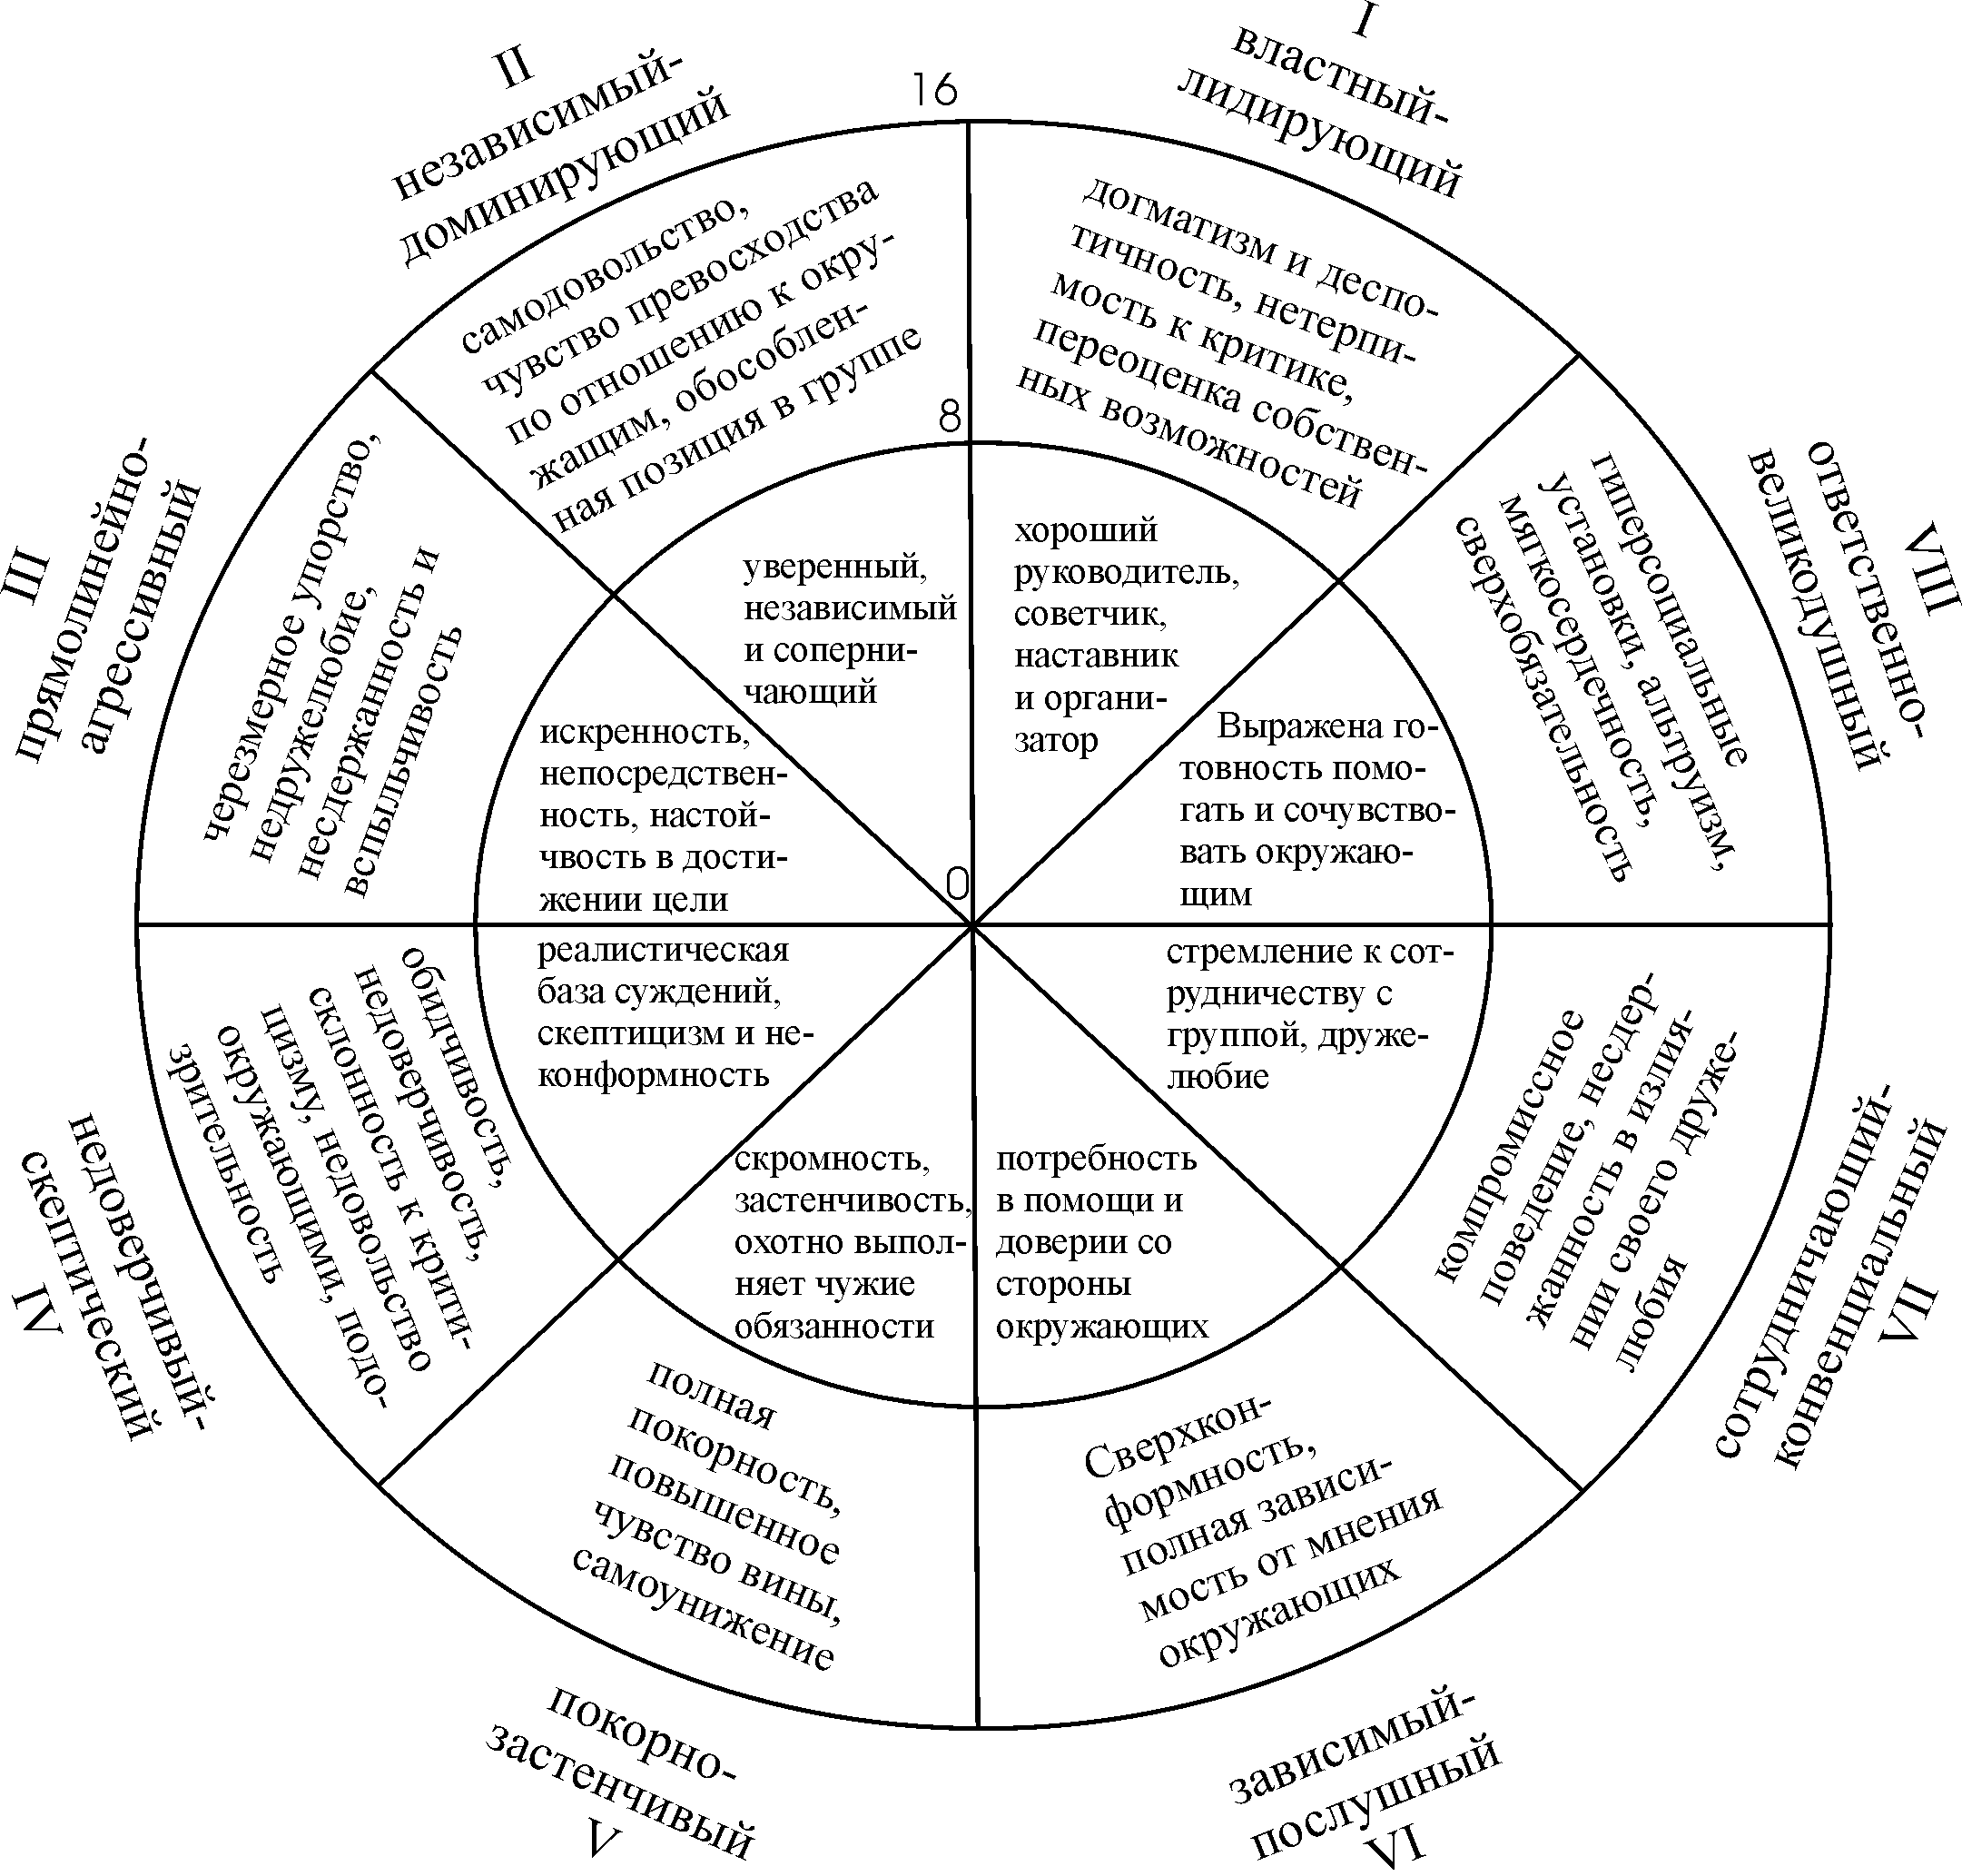 I
властный-
лидирующий
II
независимый-
доминирующий
III
прямолинейно-
агрессивный
недоверчивый-
скептический
IV
покорно-
застенчивый
V
зависимый-
послушный
VI
сотрудничающий-
конвенциальный
VII
VIII
ответственно-
великодушный
16
8
0
догматизм и деспо-
тичность, нетерпи-
мость к критике,
переоценка собствен-
ных возможностей
хороший
руководитель,
советчик,
наставник
и органи-
затор
самодовольство,
чувство превосходства
по отношению к окру-
жащим, обособлен-
ная позиция в группе
уверенный,
независимый
и соперни-
чающий
черезмерное упорство,
недружелюбие,
несдержанность и
вспыльчивость
искренность,
непосредствен-
ность, настой-
чвость в дости-
жении цели
обидчивость,
недоверчивость,
склонность к крити-
цизму, недовольство
окружающими, подо-
зрительность
реалистическая
база суждений,
скептицизм и не-
конформность
скромность,
застенчивость,
охотно выпол-
няет чужие
обязанности
полная
покорность,
повышенное
чувство вины,
самоунижение
потребность
в помощи и
доверии со
стороны
окружающих
Сверхкон-
формность,
полная зависи-
мость от мнения
окружающих
стремление к сот-
рудничеству с
группой, друже-
любие
компромиссное
поведение, несдер-
жанность в излия-
нии своего друже-
любия
Выражена го-
товность помо-
гать и сочувство-
вать окружаю-
щим
гиперсоциальные
установки, альтруизм,
мягкосердечность,
сверхобязательность